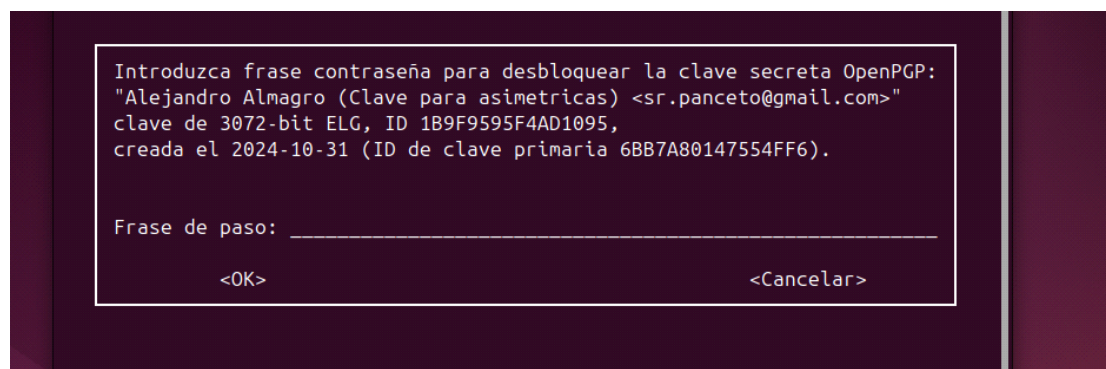 Introduzca frase contraseña para desbloquear la clave secreta OpenPGP:
"Alejandro Almagro (Clave para asimetricas) <sr.panceto@gmail.com>"
clave de 3072-bit ELG, ID 1B9F9595F4AD1095,
creada el 2024-10-31 (ID de clave primaria 6BB7A80147554FF6).
Frase de paso: ______________________________________________________
<OK> <Cancelar>